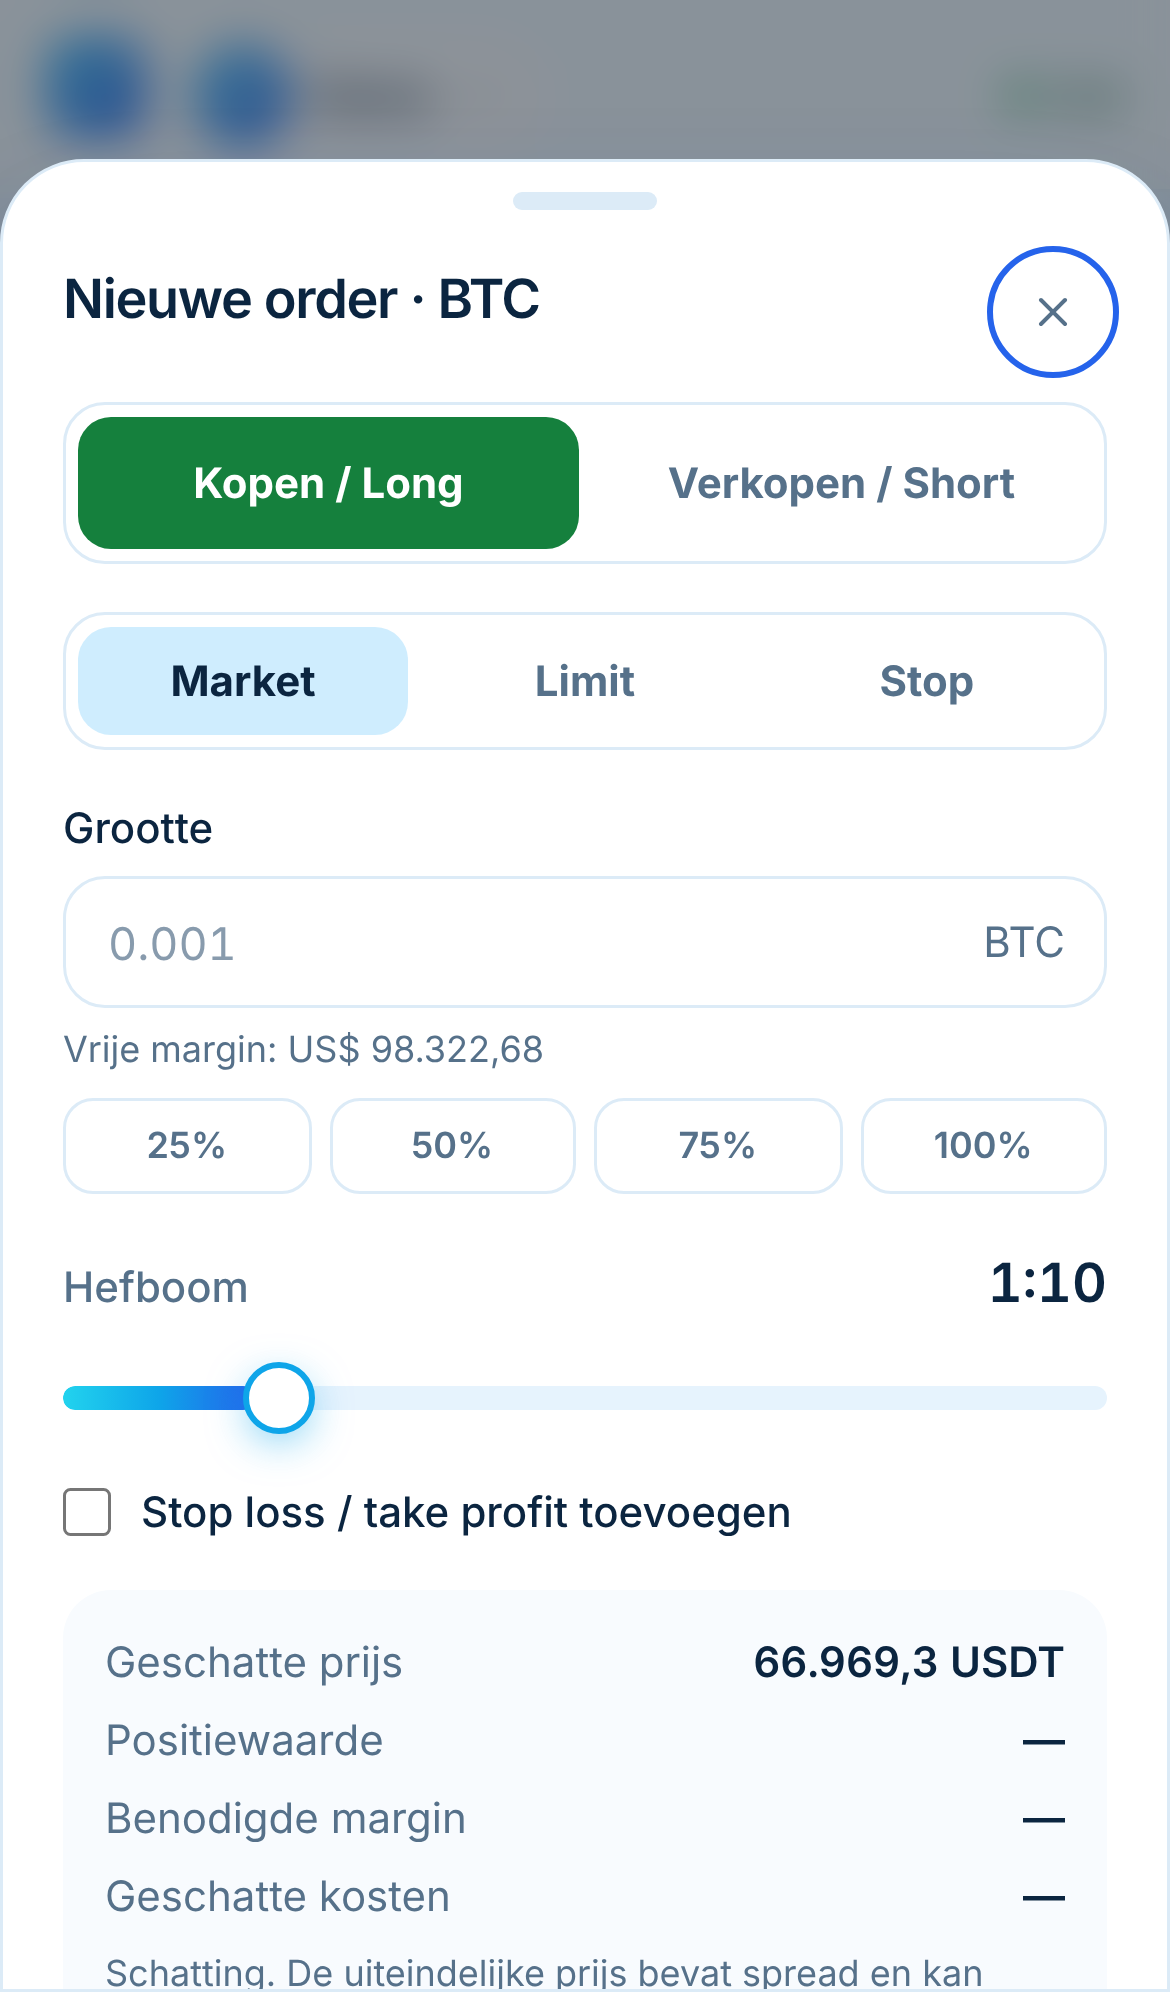 Nieuwe order · BTC
Kopen / Long
Verkopen / Short
Market
Limit
Stop
Grootte
0.001
BTC
Vrije margin: US$ 98.322,68
25%
50%
75%
100%
Hefboom
1:10
Stop loss / take profit toevoegen
Geschatte prijs
66.969,3 USDT
Positiewaarde
—
Benodigde margin
—
Geschatte kosten
—
Schatting. De uiteindelijke prijs bevat spread en kan